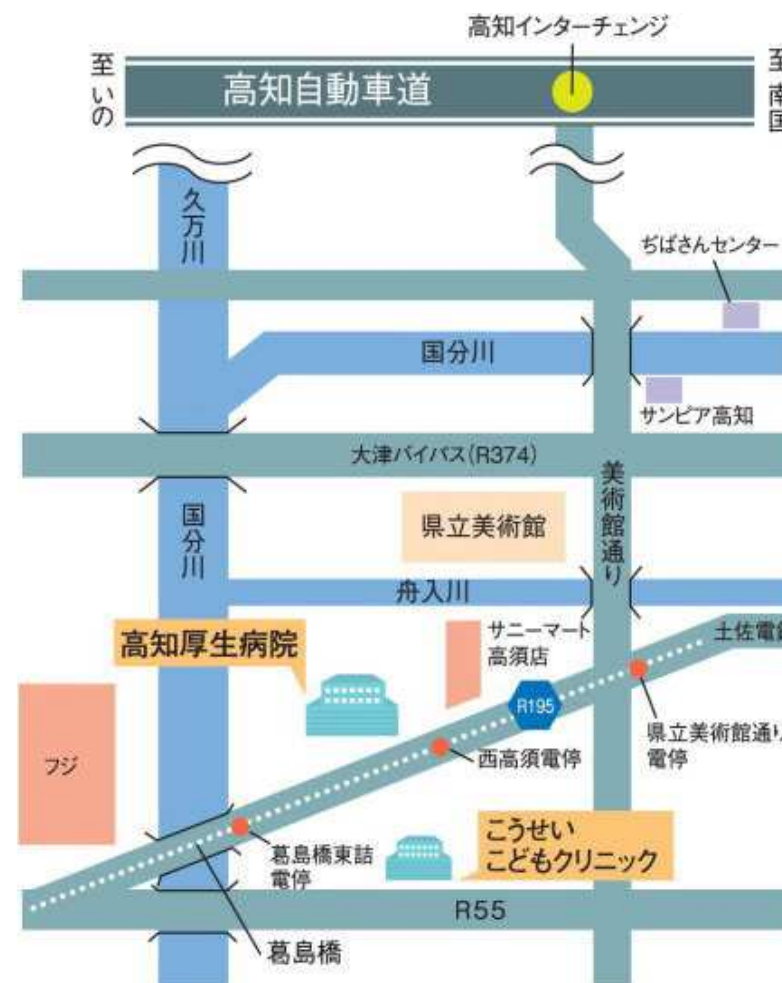 高知インターチェンジ
至 いの
高知自動車道
至 南国
久万川
ぢばさんセンター
国分川
サンピア高知
大津バイパス(R374)
美術館通り
国分川
県立美術館
舟入川
高知厚生病院
サニーマート
高須店
土佐電鉄
R195
フジ
西高須電停
県立美術館通り
電停
こうせい
こどもクリニック
葛島橋東詰
電停
R55
葛島橋